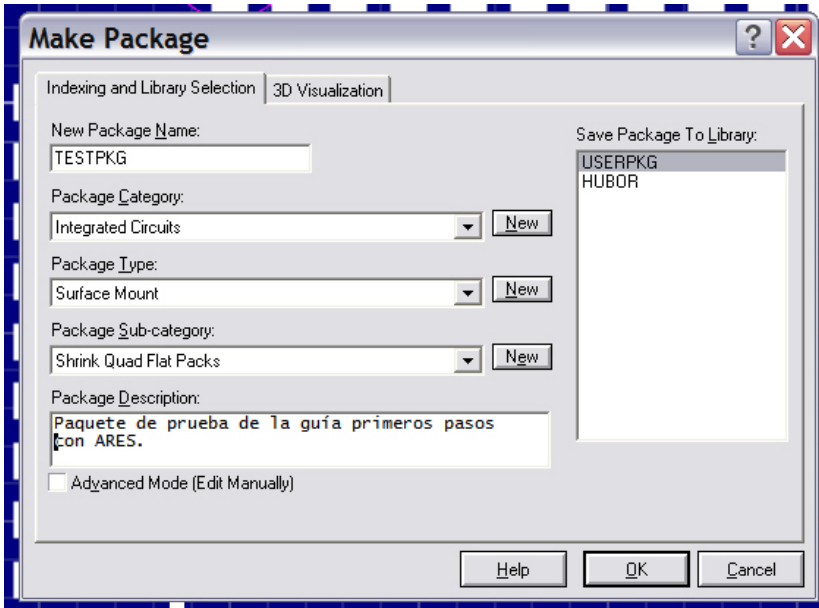 Make Package
?
X
Indexing and Library Selection
3D Visualization
New Package Name:
TESTPKG
Package Category:
Integrated Circuits
New
Package Type:
Surface Mount
New
Package Sub-category:
Shrink Quad Flat Packs
New
Package Description:
Paquete de prueba de la guía primeros pasos
con ARES.
Advanced Mode (Edit Manually)
Save Package To Library:
USERPKG
HUBOR
Help
OK
Cancel